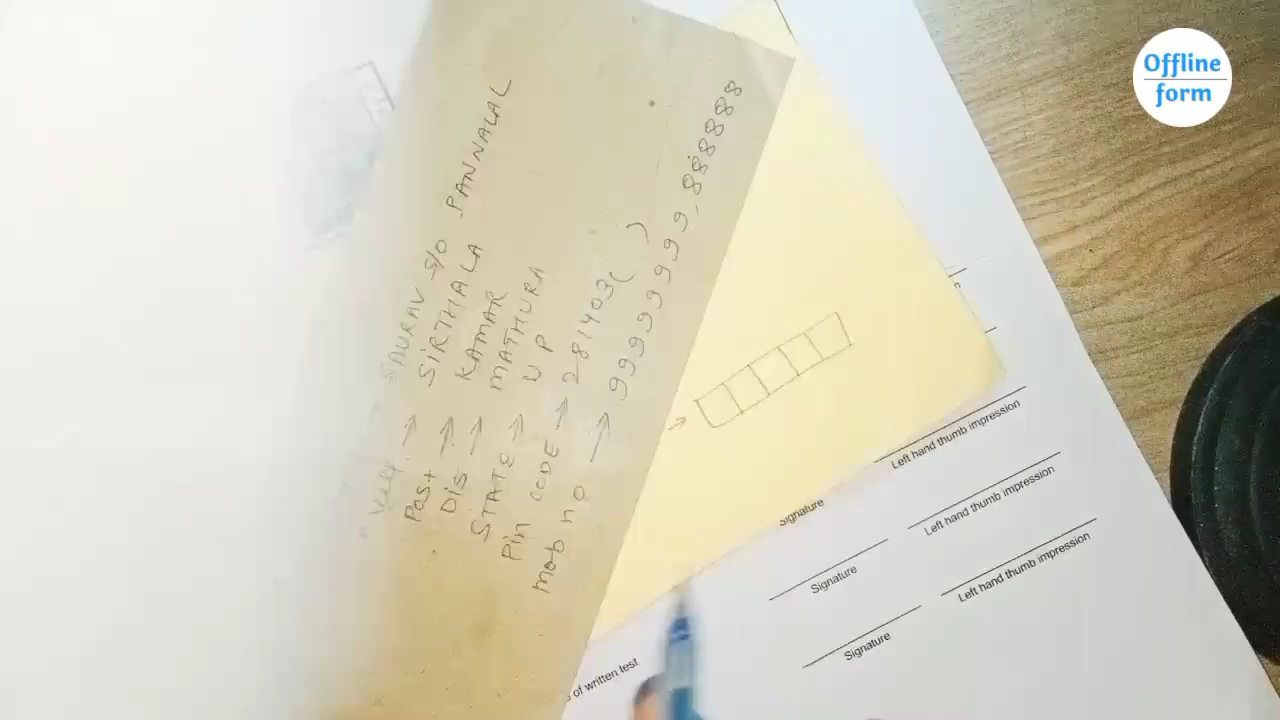 Offline
form
SAURAV S/O PANNALAL
Vill → SIRTHALA
Post → KAMAR
Dis → MATHURA
STATE → U P
Pin CODE → 281403( )
mob no → 9999999999, 888888
Left hand thumb impression
Signature
Left hand thumb impression
Signature
Left hand thumb impression
Signature
of written test